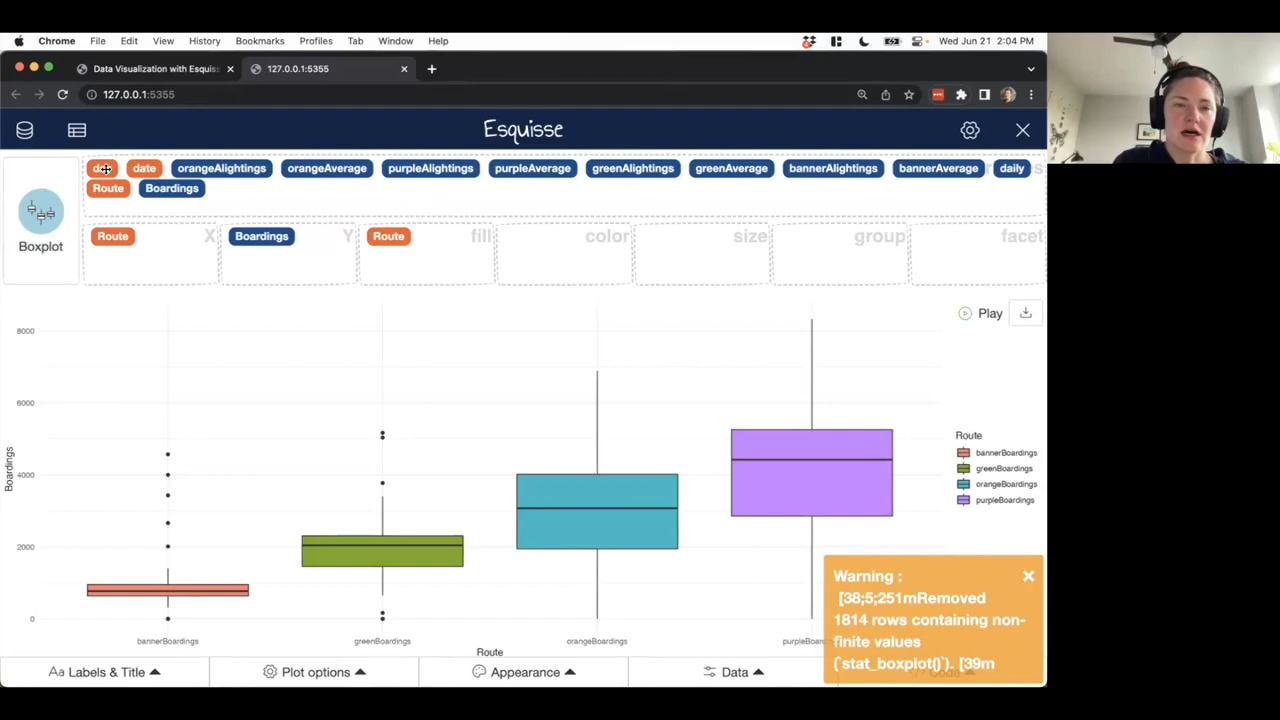 Chrome File Edit View History Bookmarks Profiles Tab Window Help Wed Jun 21 2:04 PM
Data Visualization with Esquiss 127.0.0.1:5355
127.0.0.1:5355
Esquisse
date orangeAlightings orangeAverage purpleAlightings purpleAverage greenAlightings greenAverage bannerAlightings bannerAverage daily
Route Boardings
Boxplot
Route X Boardings Y Route fill color size group facet
Play
8000
6000
4000
2000
0
Boardings
bannerBoardings greenBoardings orangeBoardings
Route
Route
bannerBoardings
greenBoardings
orangeBoardings
purpleBoardings
Warning :
[38;5;251mRemoved
1814 rows containing non-
finite values
(`stat_boxplot()`). [39m
Aa Labels & Title Plot options Appearance Data